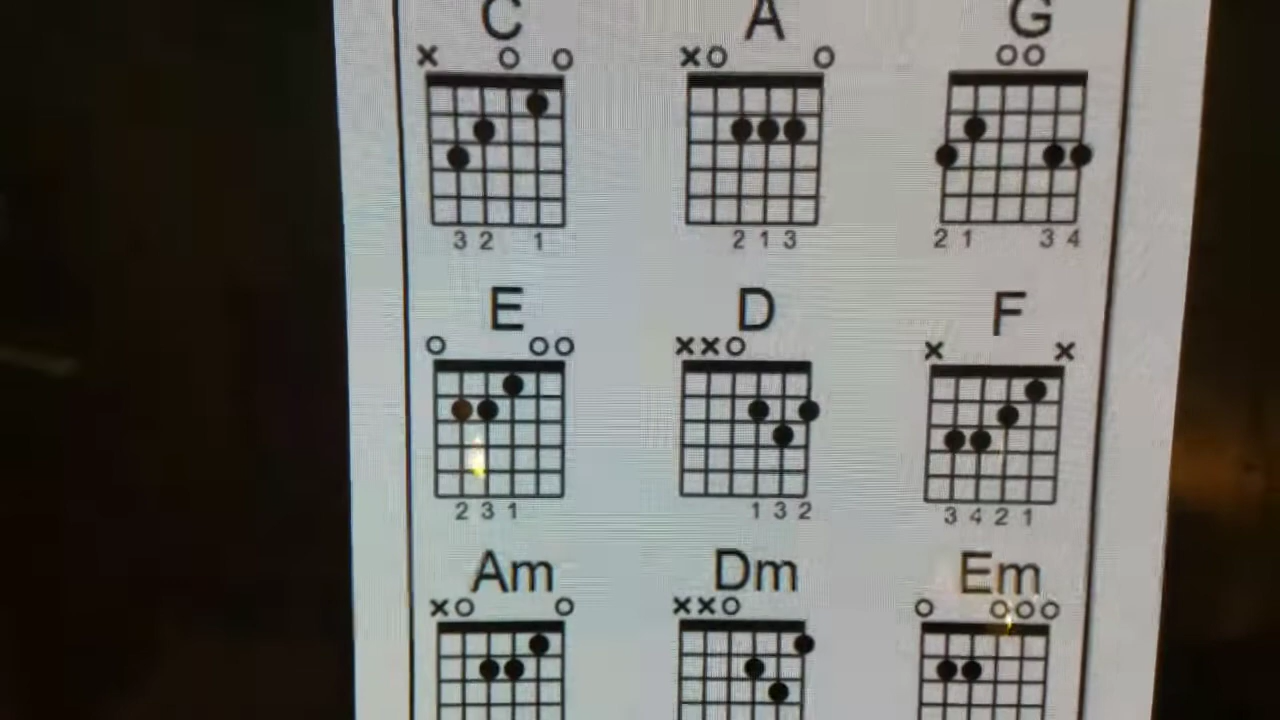 C A G
x o o x o o o o
3 2 1 2 1 3 2 1 3 4
E D F
o o o x x o x x
2 3 1 1 3 2 3 4 2 1
Am Dm Em
x o o x x o o o o o